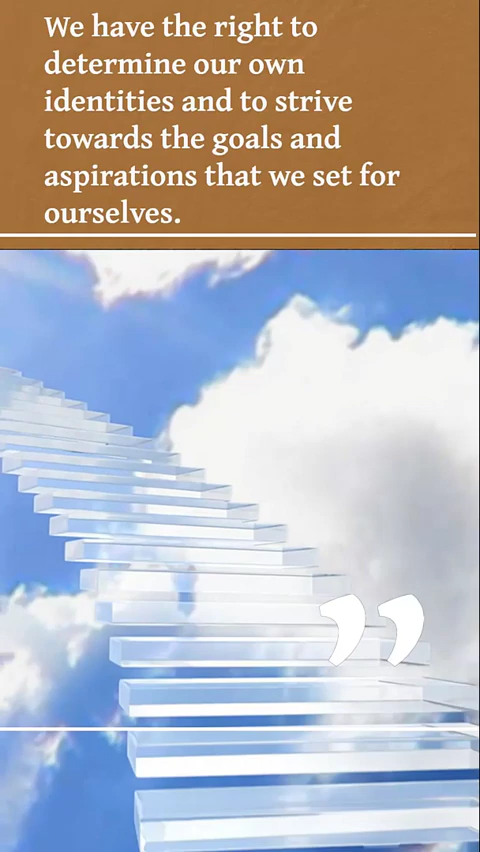 We have the right to
determine our own
identities and to strive
towards the goals and
aspirations that we set for
ourselves.
”